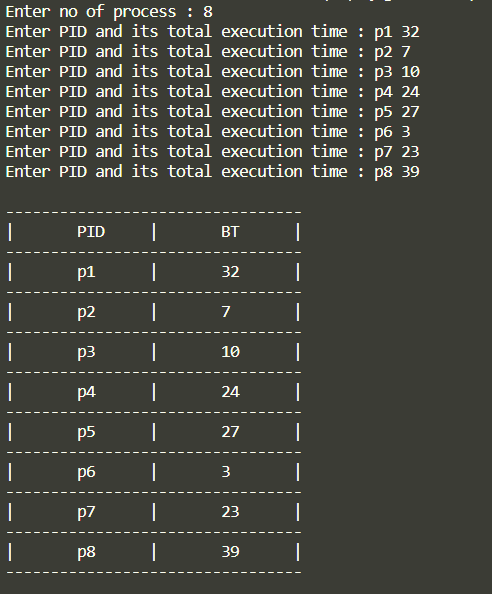 Enter no of process : 8
Enter PID and its total execution time : p1 32
Enter PID and its total execution time : p2 7
Enter PID and its total execution time : p3 10
Enter PID and its total execution time : p4 24
Enter PID and its total execution time : p5 27
Enter PID and its total execution time : p6 3
Enter PID and its total execution time : p7 23
Enter PID and its total execution time : p8 39
---------------------------------
|       PID     |       BT      |
---------------------------------
|       p1      |       32      |
---------------------------------
|       p2      |       7       |
---------------------------------
|       p3      |       10      |
---------------------------------
|       p4      |       24      |
---------------------------------
|       p5      |       27      |
---------------------------------
|       p6      |       3       |
---------------------------------
|       p7      |       23      |
---------------------------------
|       p8      |       39      |
---------------------------------